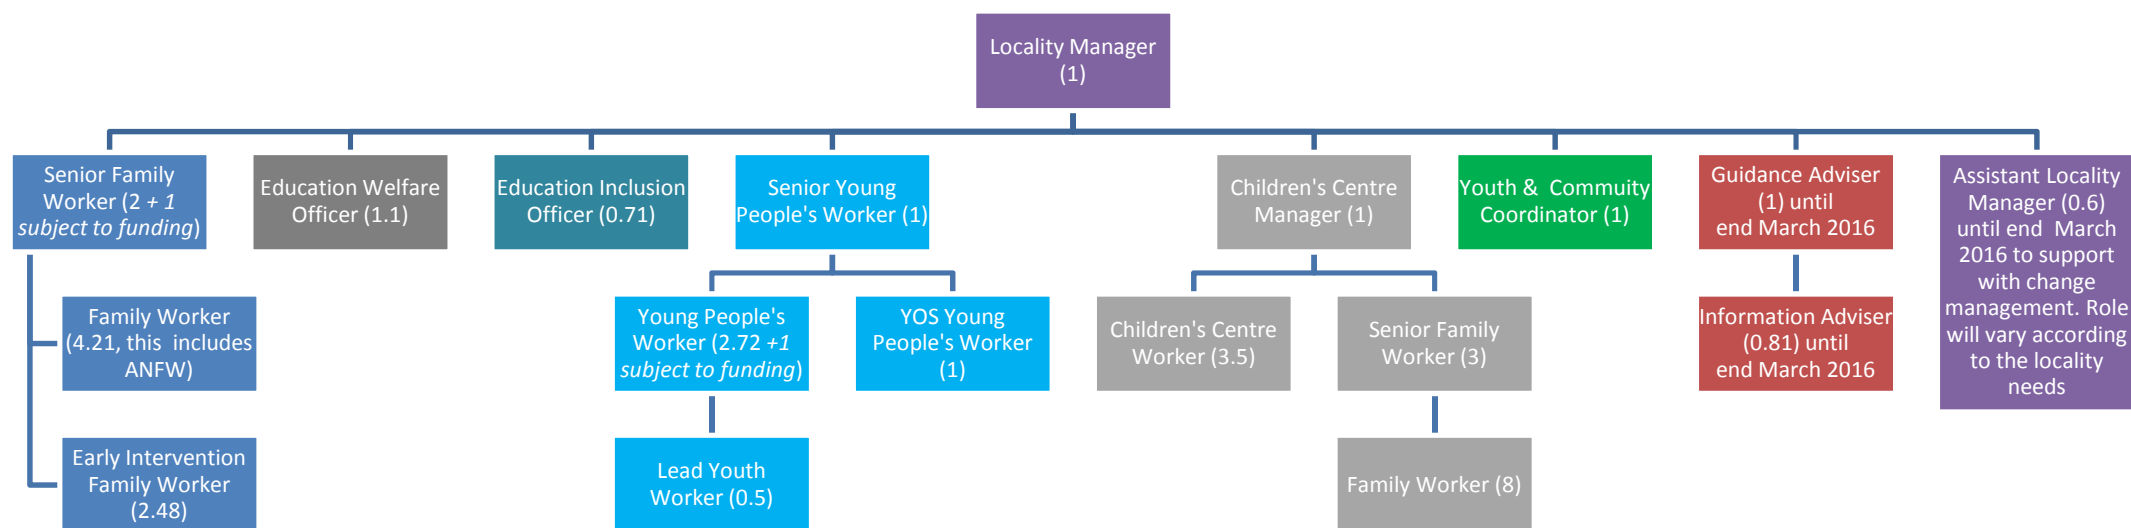 Locality Manager
(1)
Senior Family
Worker (2 + 1
subject to funding)
Education Welfare
Officer (1.1)
Education Inclusion
Officer (0.71)
Senior Young
People's Worker (1)
Children's Centre
Manager (1)
Youth &  Commuity
Coordinator (1)
Guidance Adviser
(1) until
end March 2016
Assistant Locality
Manager (0.6)
until end  March
2016 to support
with change
management. Role
will vary according
to the locality
needs
Family Worker
(4.21, this  includes
ANFW)
Young People's
Worker (2.72 +1
subject to funding)
YOS Young
People's Worker
(1)
Children's Centre
Worker (3.5)
Senior Family
Worker (3)
Information Adviser
(0.81) until
end March 2016
Early Intervention
Family Worker
(2.48)
Lead Youth
Worker (0.5)
Family Worker (8)